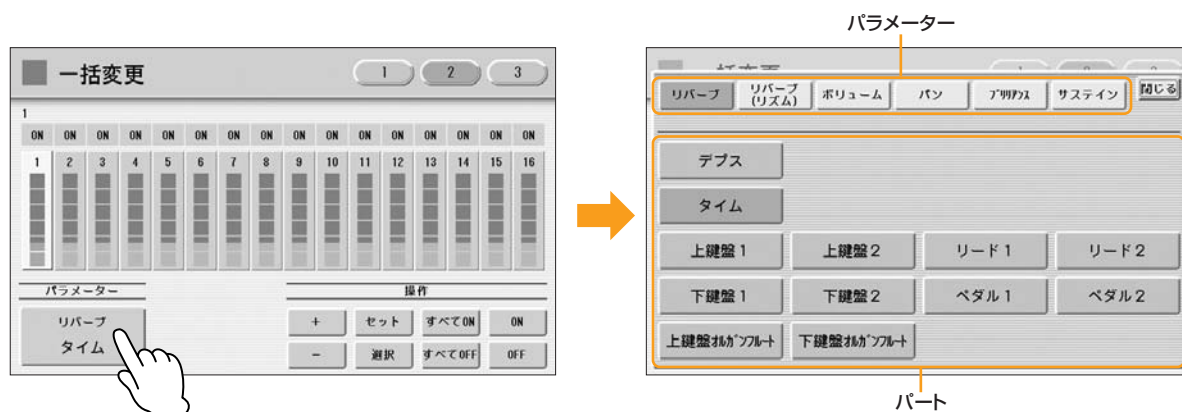 パラメーター
一括変更 1 2 3
1
ON ON ON ON ON ON ON ON ON ON ON ON ON ON ON ON
1 2 3 4 5 6 7 8 9 10 11 12 13 14 15 16
パラメーター 操作
リバーブ
タイム
+ セット すべてON ON
− 選択 すべてOFF OFF
リバーブ リバーブ(リズム) ボリューム パン ブリリアンス サステイン 閉じる
デプス
タイム
上鍵盤1 上鍵盤2 リード1 リード2
下鍵盤1 下鍵盤2 ペダル1 ペダル2
上鍵盤オルガンフルート 下鍵盤オルガンフルート
パート